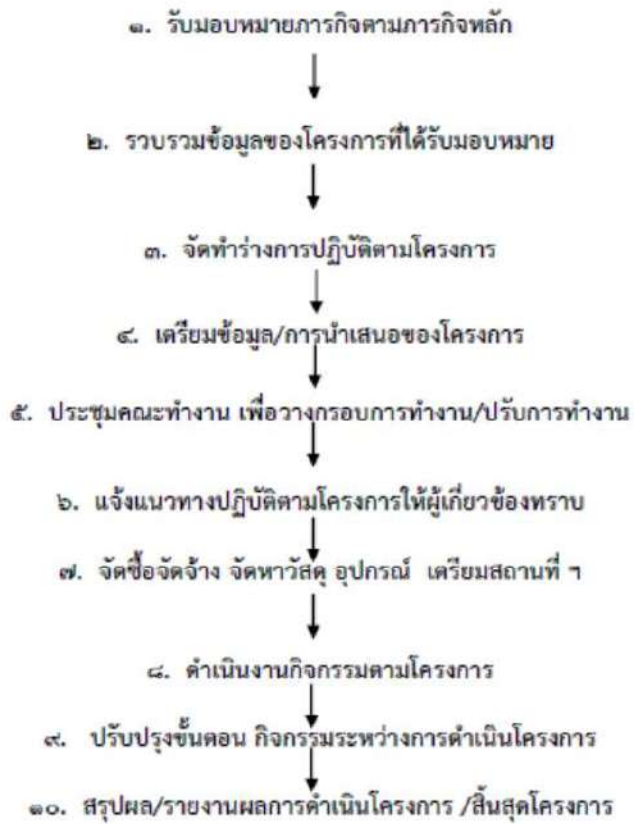 ๑. รับมอบหมายภารกิจตามภารกิจหลัก
๒. รวบรวมข้อมูลของโครงการที่ได้รับมอบหมาย
๓. จัดทำร่างการปฏิบัติตามโครงการ
๔. เตรียมข้อมูล/การนำเสนอของโครงการ
๕. ประชุมคณะทำงาน เพื่อวางกรอบการทำงาน/ปรับการทำงาน
๖. แจ้งแนวทางปฏิบัติตามโครงการให้ผู้เกี่ยวข้องทราบ
๗. จัดซื้อจัดจ้าง จัดหาวัสดุ อุปกรณ์ เตรียมสถานที่ ฯ
๘. ดำเนินงานกิจกรรมตามโครงการ
๙. ปรับปรุงขั้นตอน กิจกรรมระหว่างการดำเนินโครงการ
๑๐. สรุปผล/รายงานผลการดำเนินโครงการ /สิ้นสุดโครงการ